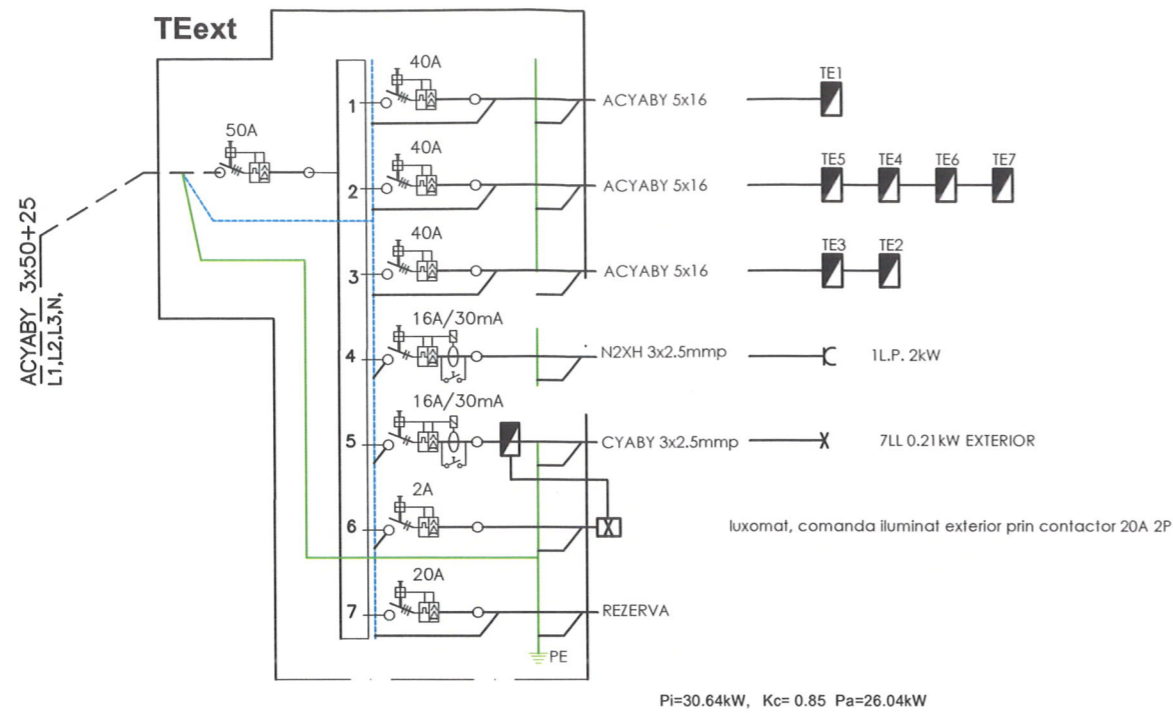 TEext
50A
ACYABY 3x50+25
L1,L2,L3,N,
1
40A
ACYABY 5x16
TE1
2
40A
ACYABY 5x16
TE5 TE4 TE6 TE7
3
40A
ACYABY 5x16
TE3 TE2
4
16A/30mA
N2XH 3x2.5mmp
1L.P. 2kW
5
16A/30mA
CYABY 3x2.5mmp
7LL 0.21kW EXTERIOR
6
2A
luxomat, comanda iluminat exterior prin contactor 20A 2P
7
20A
REZERVA
PE
Pi=30.64kW, Kc= 0.85 Pa=26.04kW